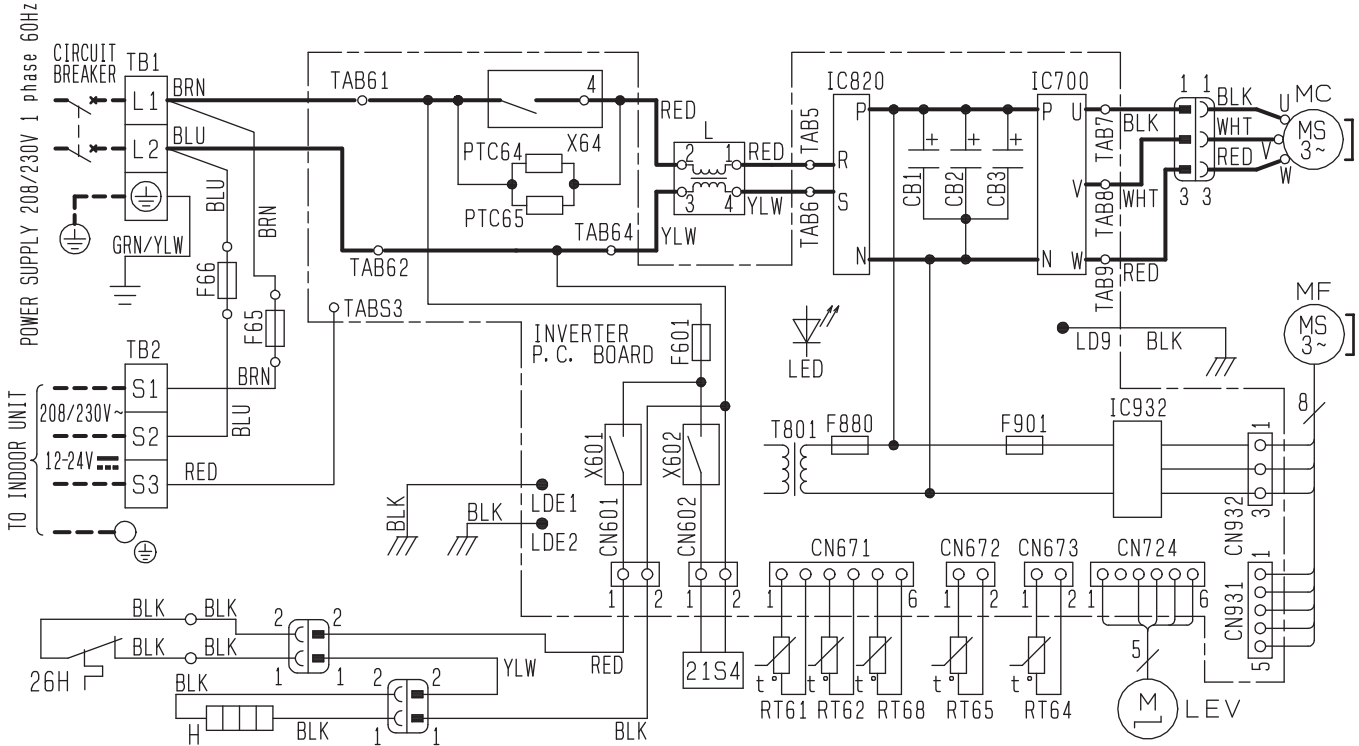 POWER SUPPLY 208/230V 1 phase 60Hz
CIRCUIT
BREAKER
TB1
L1
L2
BRN
BLU
GRN/YLW
BLU
BRN
F66
F65
TB2
S1
S2
S3
BRN
BLU
RED
TO INDOOR UNIT
208/230V~
12-24V
TAB61
TAB62
TABS3
4
X64
PTC64
PTC65
TAB64
RED
YLW
L
2 1
3 4
RED
YLW
TAB5
TAB6
IC820
P
R
S
N
+
+
+
CB1
CB2
CB3
IC700
P
N
U
V
W
TAB7
TAB8
TAB9
BLK
WHT
RED
1 1
3 3
BLK
WHT
RED
U
V
W
MC
MS
3~
MF
MS
3~
8
INVERTER
P.C. BOARD
LED
LD9
BLK
F601
X601
X602
T801
F880
F901
IC932
1
3
CN932
1
5
CN931
BLK
BLK
LDE1
LDE2
CN601
CN602
1 2
1 2
21S4
CN671
1 6
CN672
1 2
CN673
1 2
CN724
1 6
t°
t°
t°
t°
t°
RT61
RT62
RT68
RT65
RT64
5
M
LEV
BLK
BLK
BLK
BLK
26H
2 2
1 1
YLW
RED
BLK
2 2
1 1
H
BLK
BLK